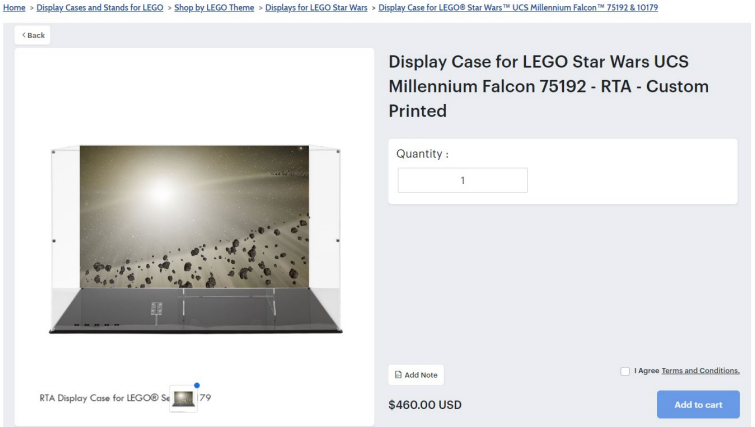 Home > Display Cases and Stands for LEGO > Shop by LEGO Theme > Displays for LEGO Star Wars > Display Case for LEGO® Star Wars™ UCS Millennium Falcon™ 75192 & 10179
< Back
Display Case for LEGO Star Wars UCS
Millennium Falcon 75192 - RTA - Custom
Printed
Quantity :
1
Add Note
I Agree Terms and Conditions.
RTA Display Case for LEGO® Se 79
$460.00 USD
Add to cart